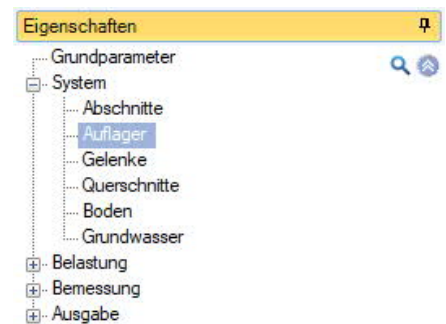 Eigenschaften
Grundparameter
System
Abschnitte
Auflager
Gelenke
Querschnitte
Boden
Grundwasser
Belastung
Bemessung
Ausgabe